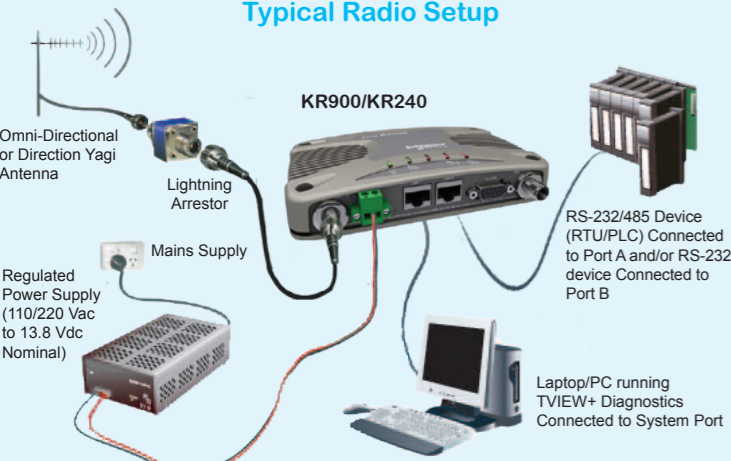 Typical Radio Setup
KR900/KR240
Omni-Directional
or Direction Yagi
Antenna
Lightning
Arrestor
Mains Supply
Regulated
Power Supply
(110/220 Vac
to 13.8 Vdc
Nominal)
RS-232/485 Device
(RTU/PLC) Connected
to Port A and/or RS-232
device Connected to
Port B
Laptop/PC running
TVIEW+ Diagnostics
Connected to System Port